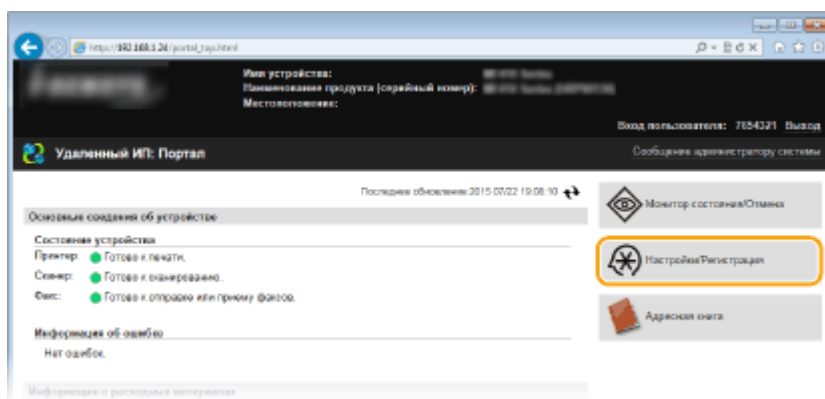 http://192.168.1.24/portal_top.html
Имя устройства:
Наименование продукта (серийный номер):
Местоположение:
Вход пользователя: 7654321 Выход
Удаленный ИП: Портал
Сообщение администратору системы
Последнее обновление: 2015 07/22 19:08:10
Основные сведения об устройстве
Состояние устройства
Принтер: Готово к печати.
Сканер: Готово к сканированию.
Факс: Готово к отправке или приему факсов.
Информация об ошибке
Нет ошибок.
Информация о расходных материалах
Монитор состояния/Отмена
Настройки/Регистрация
Адресная книга